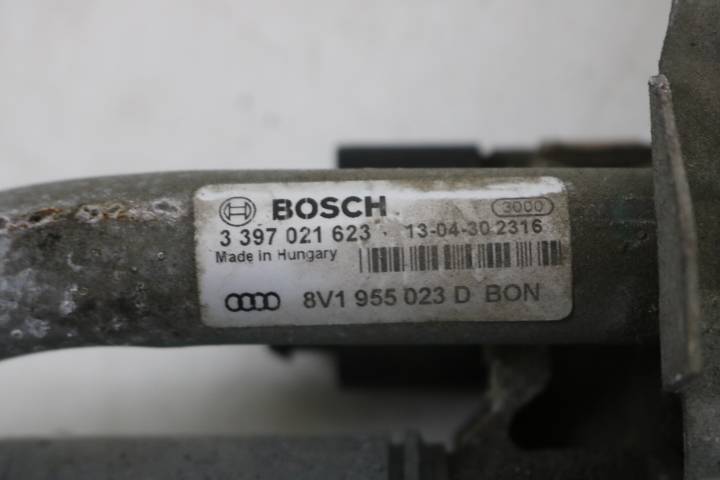 BOSCH 3000
3 397 021 623 · 13-04-30 2316
Made in Hungary
8V1 955 023 D BON